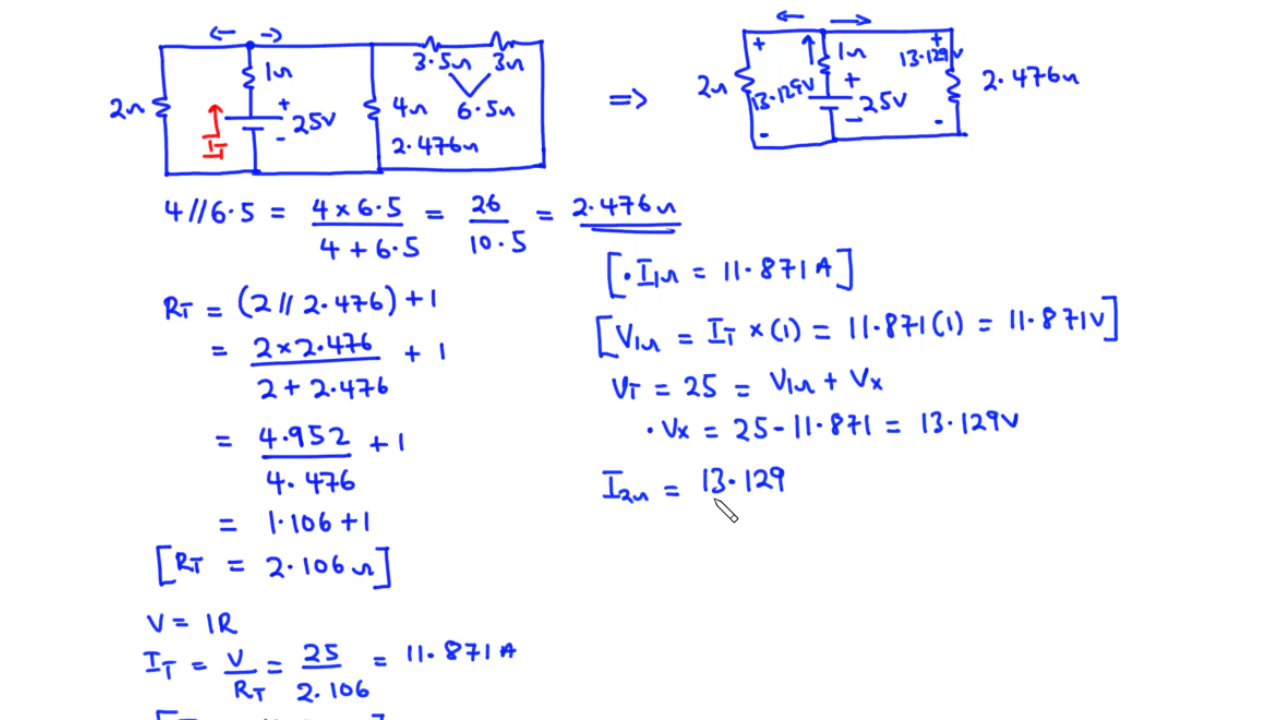 1Ω
2Ω
+
25V
-
IT
3.5Ω 3Ω
4Ω 6.5Ω
2.476Ω
=>
+
2Ω
13.129V
-
1Ω
+
25V
-
+
13.129V
-
2.476Ω
4//6.5 = 4 x 6.5 / 4 + 6.5 = 26 / 10.5 = 2.476Ω
RT = (2 // 2.476) + 1
= 2 x 2.476 / 2 + 2.476 + 1
= 4.952 / 4.476 + 1
= 1.106 + 1
[RT = 2.106Ω]
V = IR
IT = V / RT = 25 / 2.106 = 11.871 A
[·I1Ω = 11.871 A]
[V1Ω = IT x (1) = 11.871(1) = 11.871V]
VT = 25 = V1Ω + Vx
·Vx = 25 - 11.871 = 13.129V
I2Ω = 13.129